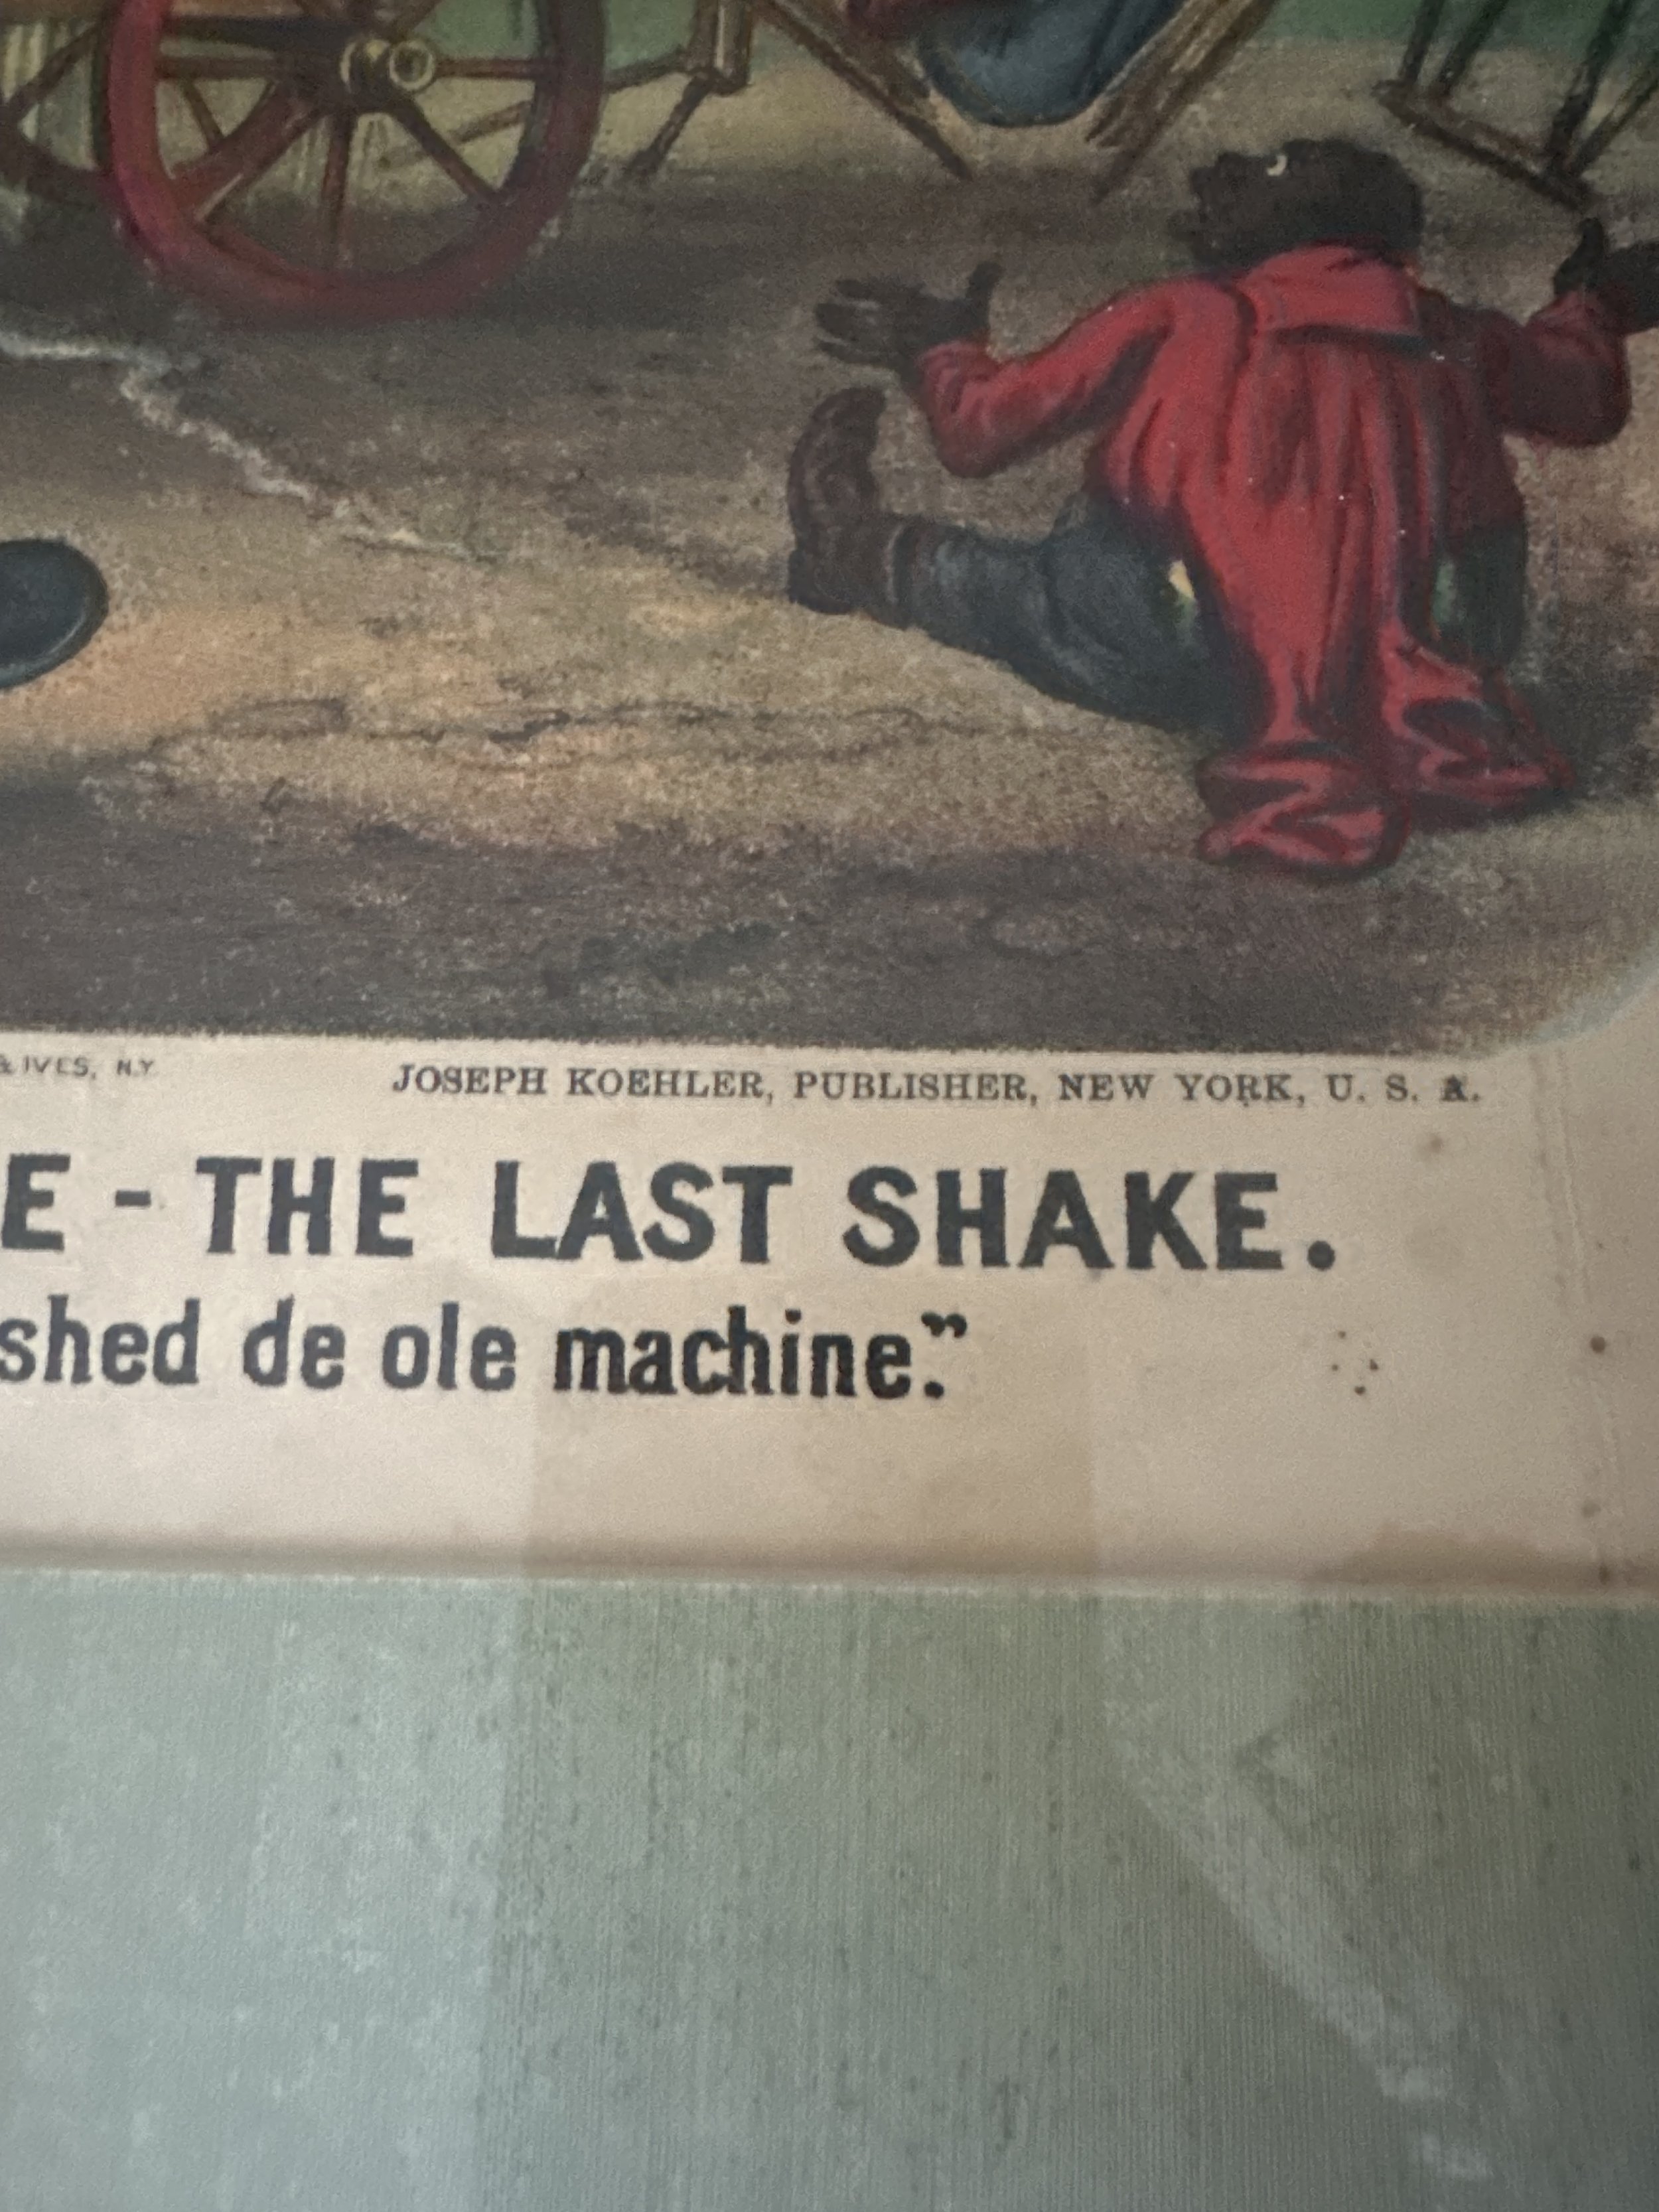 & IVES, N.Y.
JOSEPH KOEHLER, PUBLISHER, NEW YORK, U. S. A.
E - THE LAST SHAKE.
shed de ole machine."